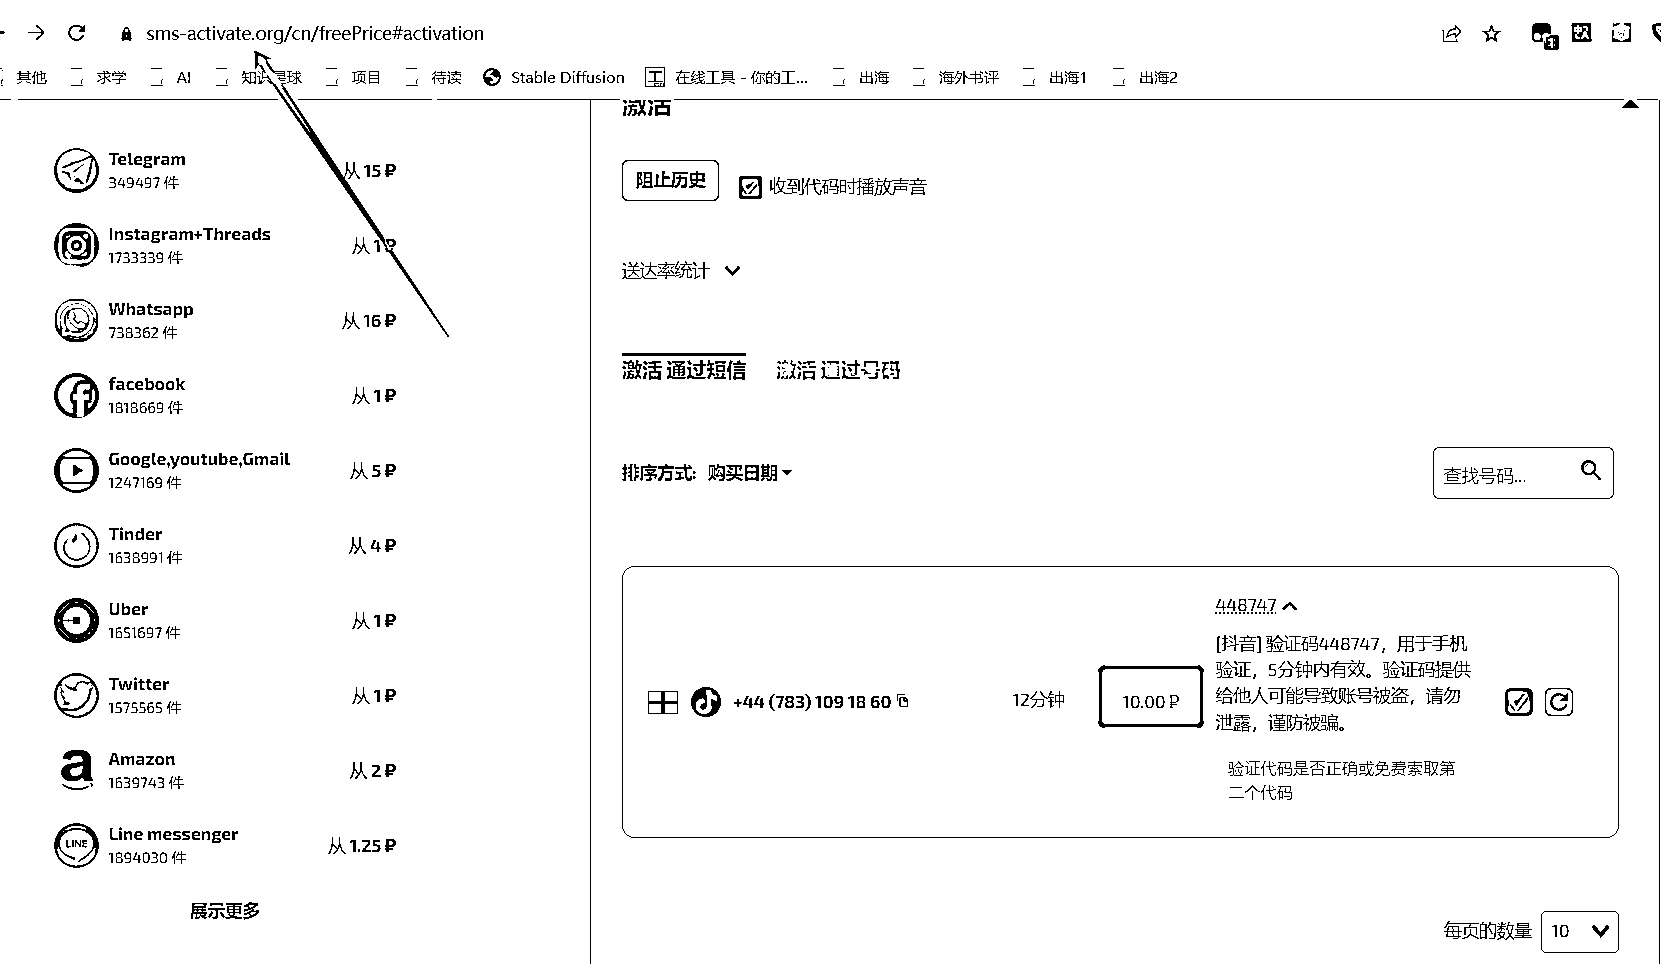 sms-activate.org/cn/freePrice#activation
其他 求学 AI 项目 待读 Stable Diffusion 在线工具 - 你的工... 出海 海外书评 出海1 出海2
Telegram
349497 件
从 15 ₽
Instagram+Threads
1733339 件
从 1 ₽
Whatsapp
738362 件
从 16 ₽
facebook
1818669 件
从 1 ₽
Google,youtube,Gmail
1247169 件
从 5 ₽
Tinder
1638991 件
从 4 ₽
Uber
1651697 件
从 1 ₽
Twitter
1575565 件
从 1 ₽
Amazon
1639743 件
从 2 ₽
LINE
Line messenger
1894030 件
从 1.25 ₽
展示更多
激活
阻止历史
收到代码时播放声音
送达率统计
激活 通过短信 激活 通过号码
排序方式: 购买日期
查找号码...
+44 (783) 109 18 60
12分钟
10.00 ₽
448747
[抖音] 验证码448747，用于手机
验证，5分钟内有效。验证码提供
给他人可能导致账号被盗，请勿
泄露，谨防被骗。
验证代码是否正确或免费索取第
二个代码
每页的数量 10